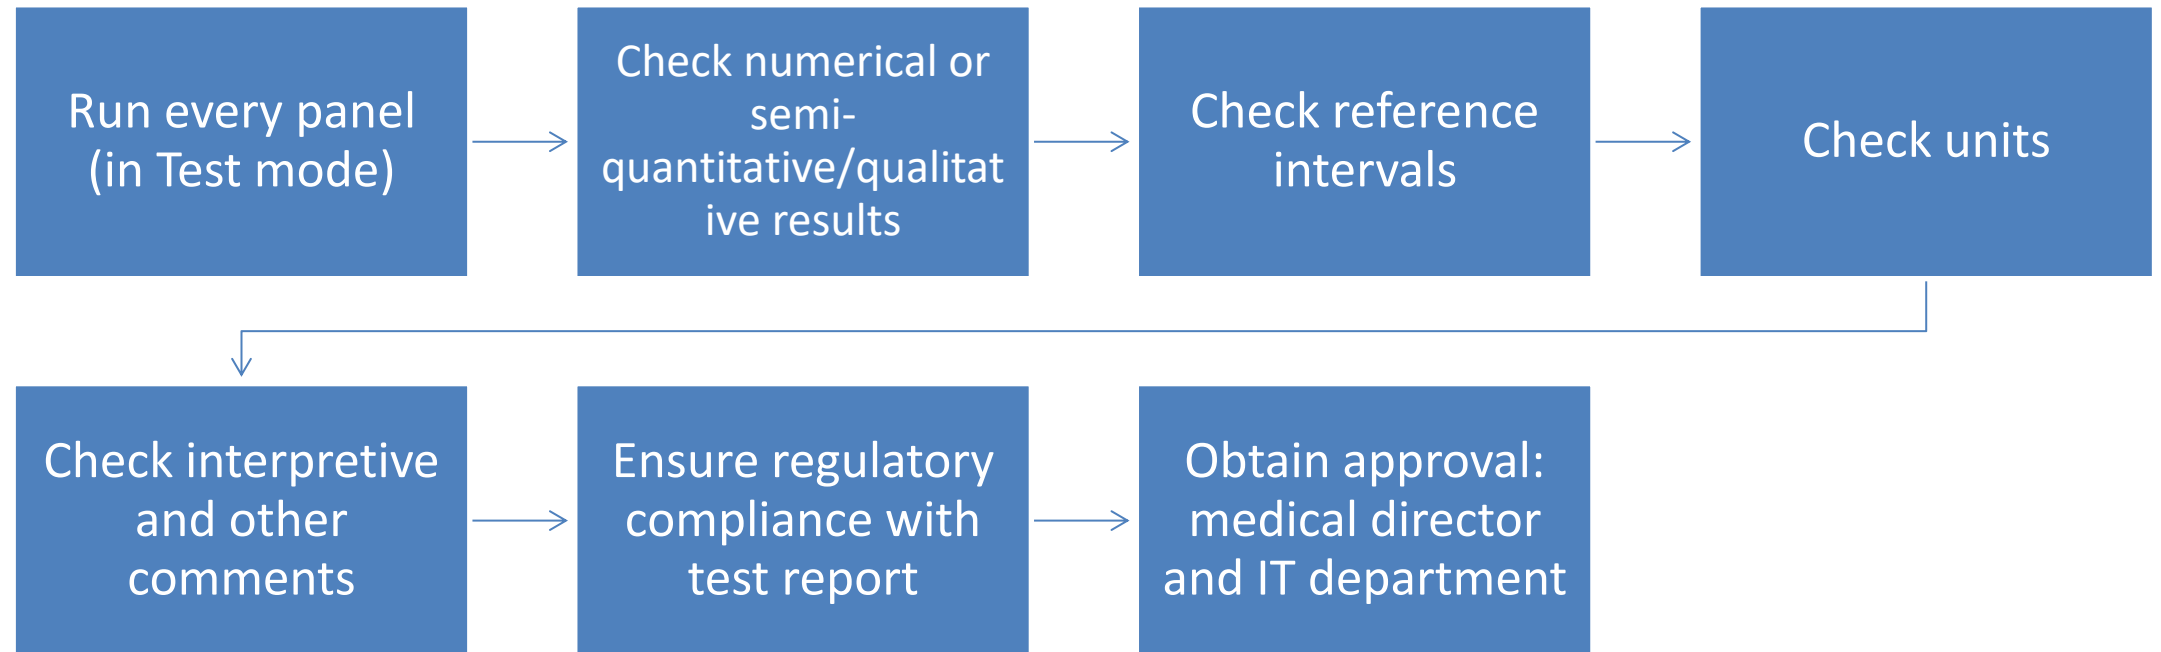 Run every panel
(in Test mode)
Check numerical or
semi-
quantitative/qualitat
ive results
Check reference
intervals
Check units
Check interpretive
and other
comments
Ensure regulatory
compliance with
test report
Obtain approval:
medical director
and IT department